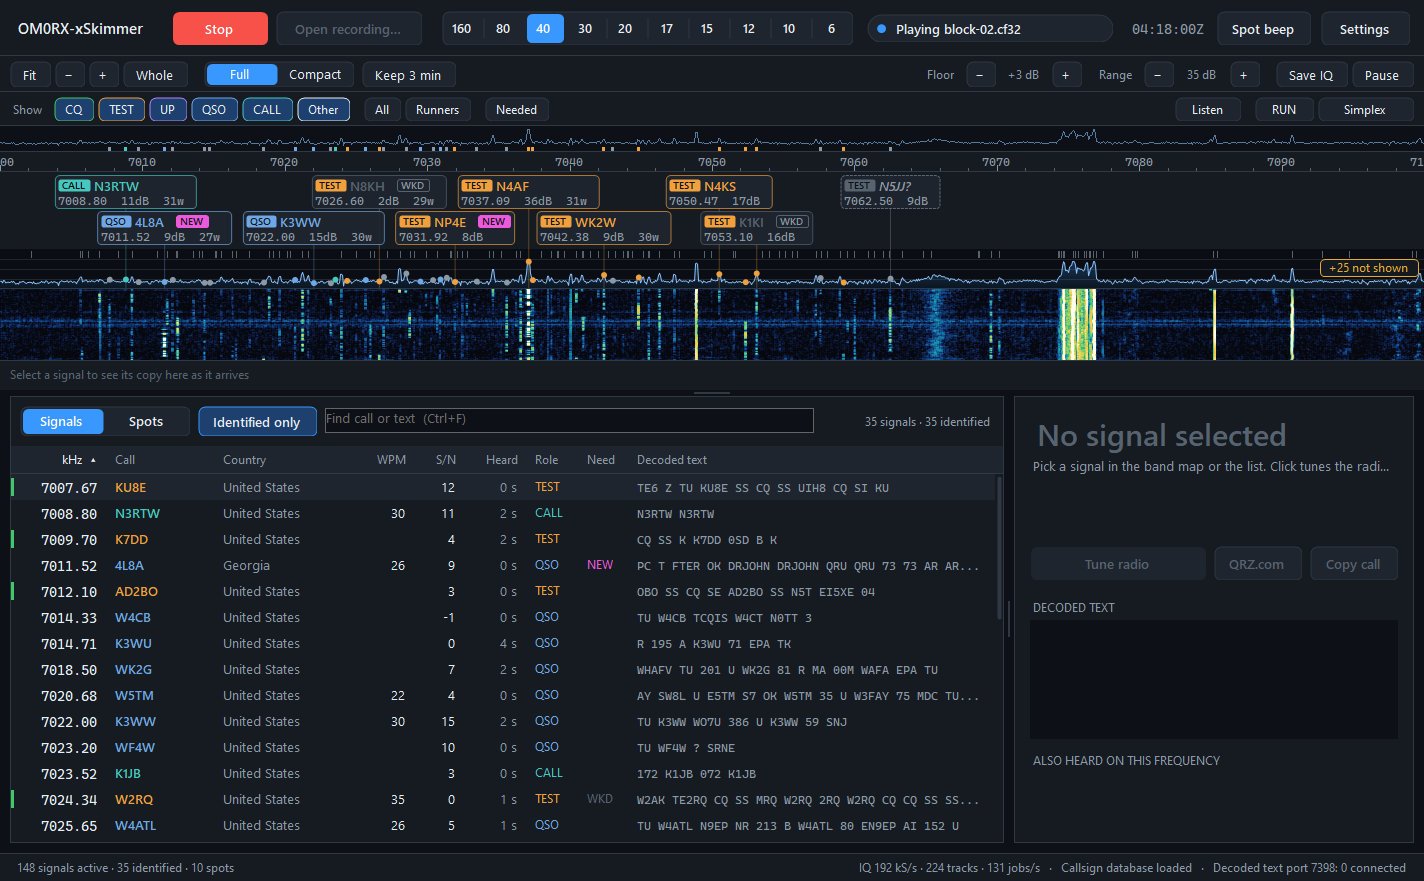 OM0RX-xSkimmer Stop Open recording... 160 80 40 30 20 17 15 12 10 6 Playing block-02.cf32 04:18:00Z Spot beep Settings
Fit − + Whole Full Compact Keep 3 min Floor − +3 dB + Range − 35 dB + Save IQ Pause
Show CQ TEST UP QSO CALL Other All Runners Needed Listen RUN Simplex
00 7010 7020 7030 7040 7050 7060 7070 7080 7090 71
CALL N3RTW TEST N8KH WKD TEST N4AF TEST N4KS TEST N5JJ?
7008.80 11dB 31w 7026.60 2dB 29w 7037.09 36dB 31w 7050.47 17dB 7062.50 9dB
QSO 4L8A NEW QSO K3WW TEST NP4E NEW TEST WK2W TEST K1KI WKD
7011.52 9dB 27w 7022.00 15dB 30w 7031.92 8dB 7042.38 9dB 30w 7053.10 16dB
+25 not shown
Select a signal to see its copy here as it arrives
Signals Spots Identified only Find call or text (Ctrl+F) 35 signals · 35 identified
kHz ▲ Call Country WPM S/N Heard Role Need Decoded text
7007.67 KU8E United States 12 0 s TEST TE6 Z TU KU8E SS CQ SS UIH8 CQ SI KU
7008.80 N3RTW United States 30 11 2 s CALL N3RTW N3RTW
7009.70 K7DD United States 4 2 s TEST CQ SS K K7DD 0SD B K
7011.52 4L8A Georgia 26 9 0 s QSO NEW PC T FTER OK DRJOHN DRJOHN QRU QRU 73 73 AR AR...
7012.10 AD2BO United States 3 0 s TEST OBO SS CQ SE AD2BO SS N5T EI5XE 04
7014.33 W4CB United States -1 0 s QSO TU W4CB TCQIS W4CT N0TT 3
7014.71 K3WU United States 0 4 s QSO R 195 A K3WU 71 EPA TK
7018.50 WK2G United States 7 2 s QSO WHAFV TU 201 U WK2G 81 R MA 00M WAFA EPA TU
7020.68 W5TM United States 22 4 0 s QSO AY SW8L U E5TM S7 OK W5TM 35 U W3FAY 75 MDC TU...
7022.00 K3WW United States 30 15 2 s QSO TU K3WW WO7U 386 U K3WW 59 SNJ
7023.20 WF4W United States 10 0 s QSO TU WF4W ? SRNE
7023.52 K1JB United States 3 0 s CALL 172 K1JB 072 K1JB
7024.34 W2RQ United States 35 0 1 s TEST WKD W2AK TE2RQ CQ SS MRQ W2RQ 2RQ W2RQ CQ CQ SS SS...
7025.65 W4ATL United States 26 5 1 s QSO TU W4ATL N9EP NR 213 B W4ATL 80 EN9EP AI 152 U
No signal selected
Pick a signal in the band map or the list. Click tunes the radi...
Tune radio QRZ.com Copy call
DECODED TEXT
ALSO HEARD ON THIS FREQUENCY
148 signals active · 35 identified · 10 spots IQ 192 kS/s · 224 tracks · 131 jobs/s · Callsign database loaded · Decoded text port 7398: 0 connected